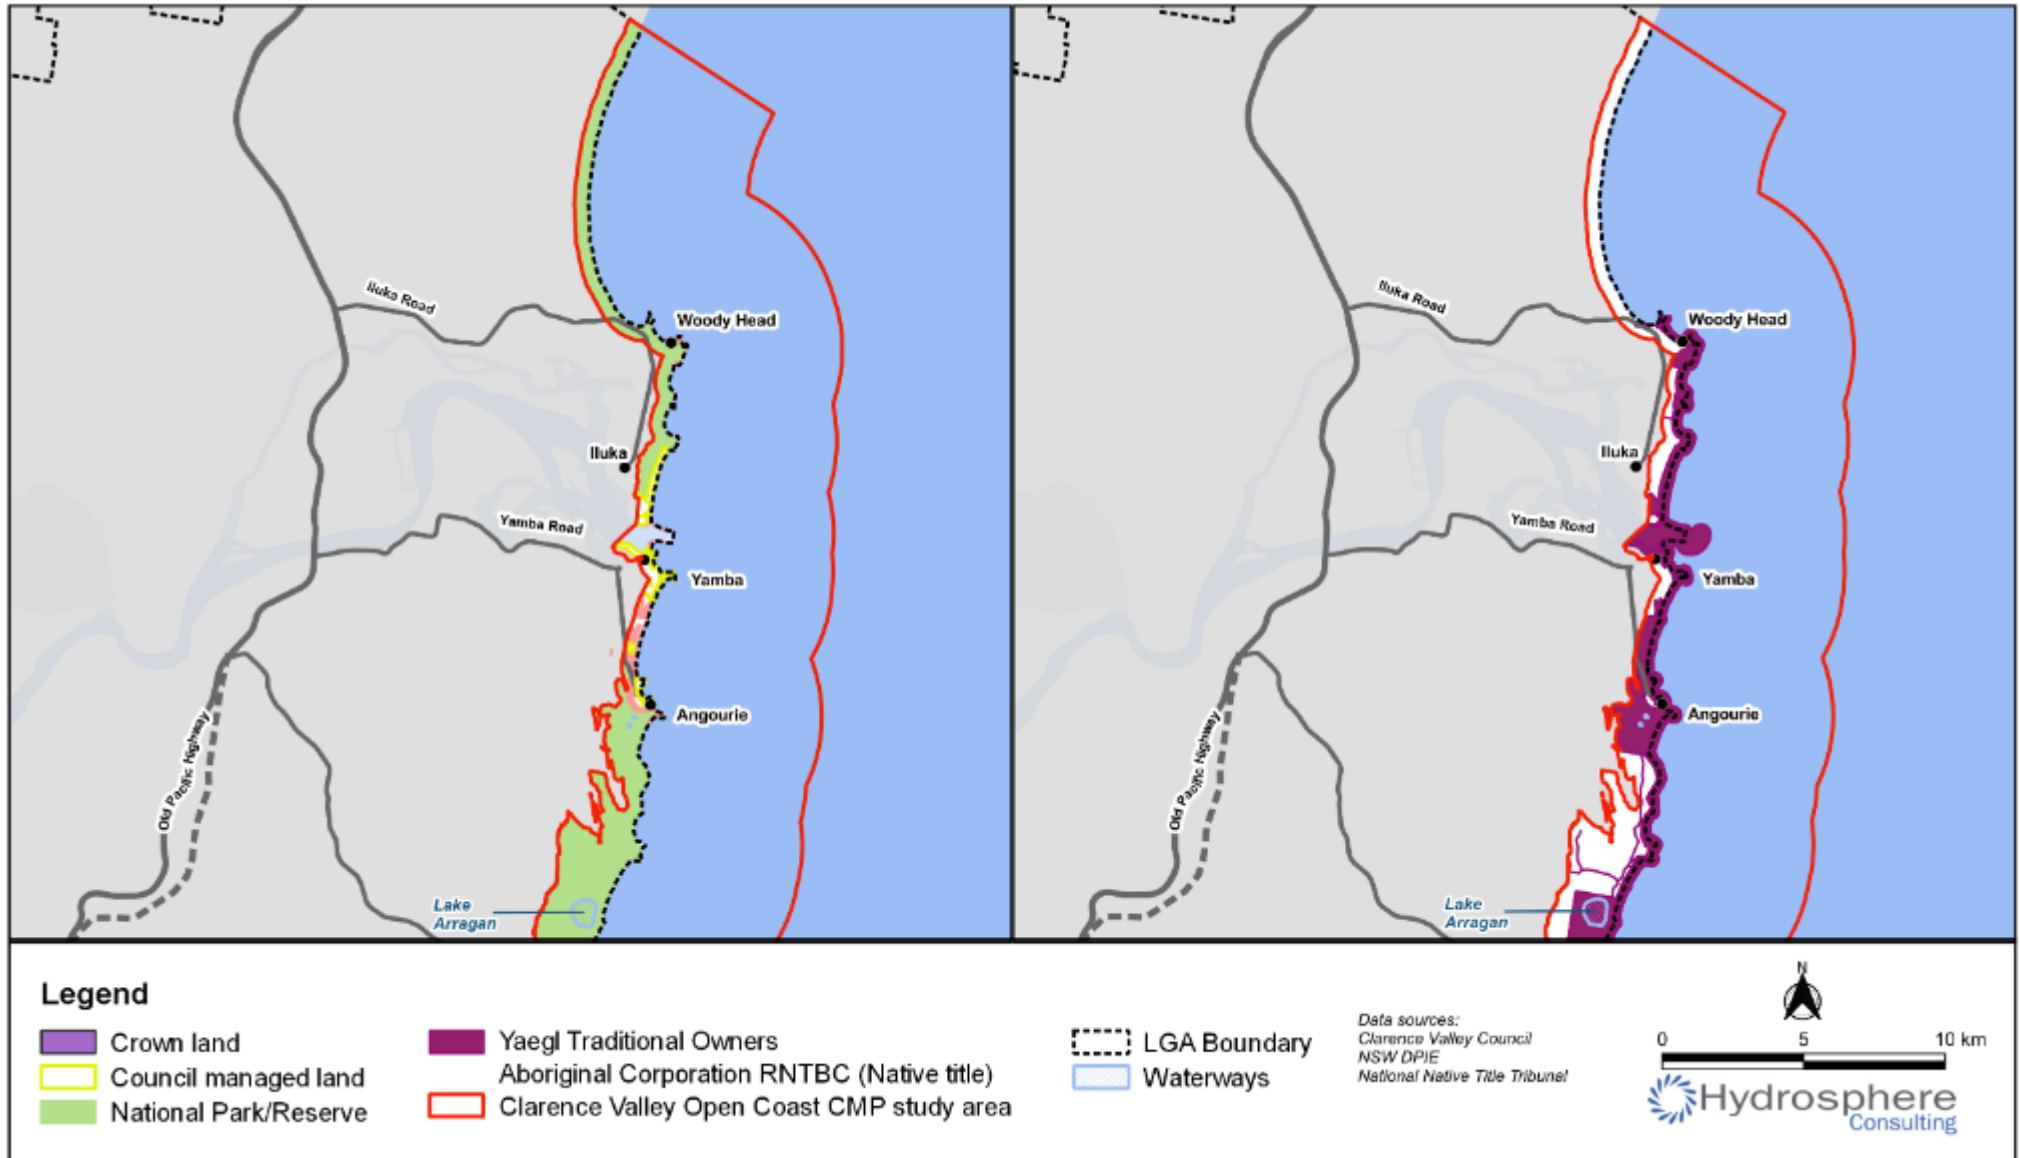 Iluka Road
Woody Head
Iluka
Yamba Road
Yamba
Angourie
Old Pacific Highway
Lake
Arragan
Iluka Road
Woody Head
Iluka
Yamba Road
Yamba
Angourie
Old Pacific Highway
Lake
Arragan
Legend
Crown land
Council managed land
National Park/Reserve
Yaegl Traditional Owners
Aboriginal Corporation RNTBC (Native title)
Clarence Valley Open Coast CMP study area
LGA Boundary
Waterways
Data sources:
Clarence Valley Council
NSW DPIE
National Native Title Tribunal
N
0 5 10 km
Hydrosphere
Consulting